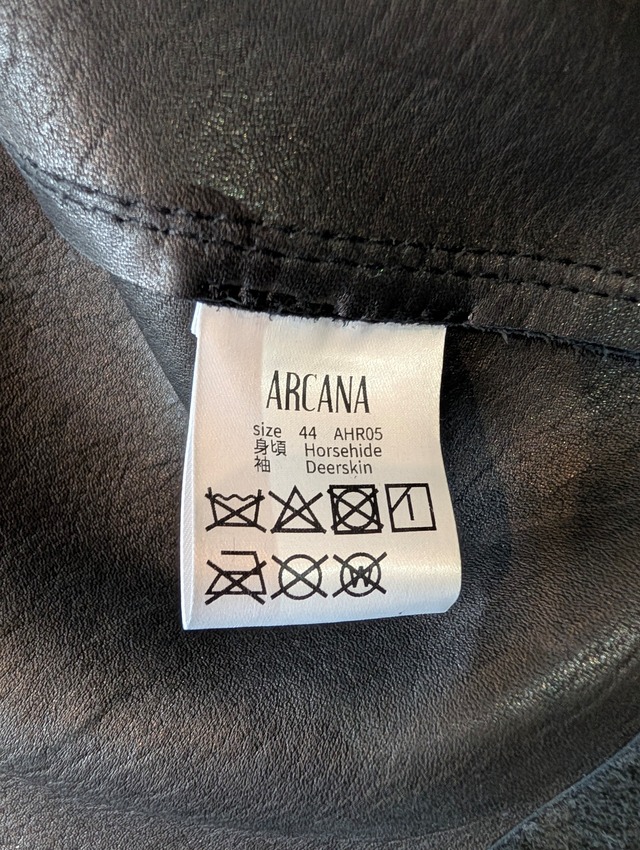 ARCANA
size 44 AHR05
身頃 Horsehide
袖 Deerskin
W